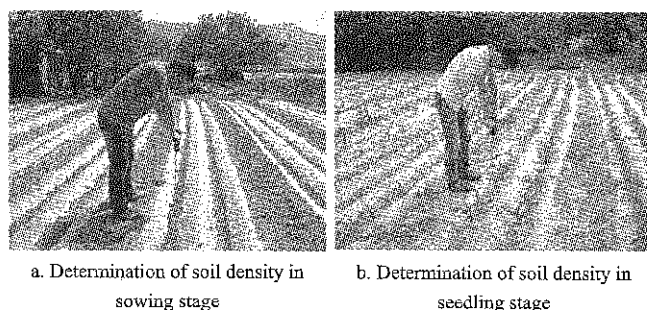 a. Determination of soil density in
sowing stage
b. Determination of soil density in
seedling stage